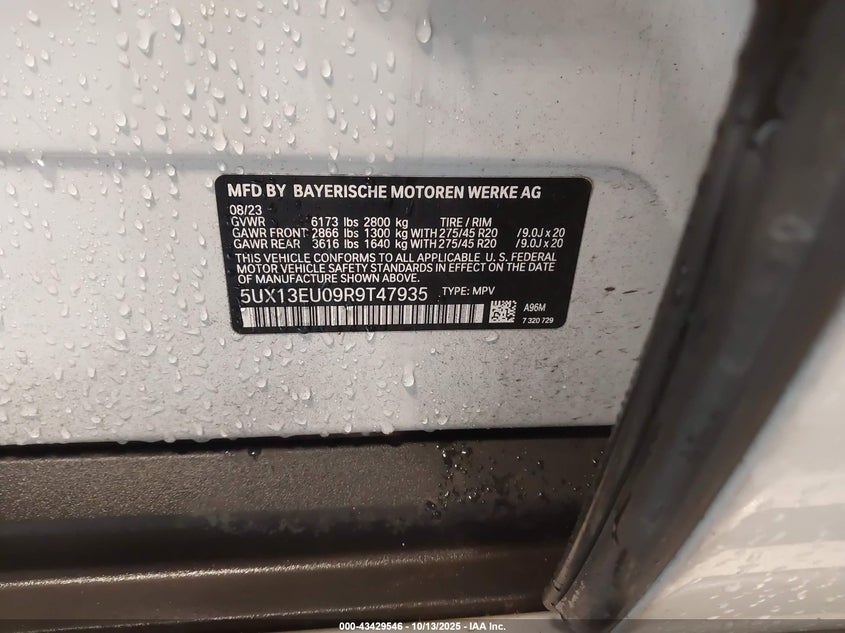 MFD BY BAYERISCHE MOTOREN WERKE AG
08/23
GVWR 6173 lbs 2800 kg TIRE / RIM
GAWR FRONT 2866 lbs 1300 kg WITH 275/45 R20 /9.0J x 20
GAWR REAR 3616 lbs 1640 kg WITH 275/45 R20 /9.0J x 20
THIS VEHICLE CONFORMS TO ALL APPLICABLE U. S. FEDERAL
MOTOR VEHICLE SAFETY STANDARDS IN EFFECT ON THE DATE
OF MANUFACTURE SHOWN ABOVE.
5UX13EU09R9T47935 TYPE: MPV
A96M
7 320 729
000-43429546 - 10/13/2025 - IAA Inc.